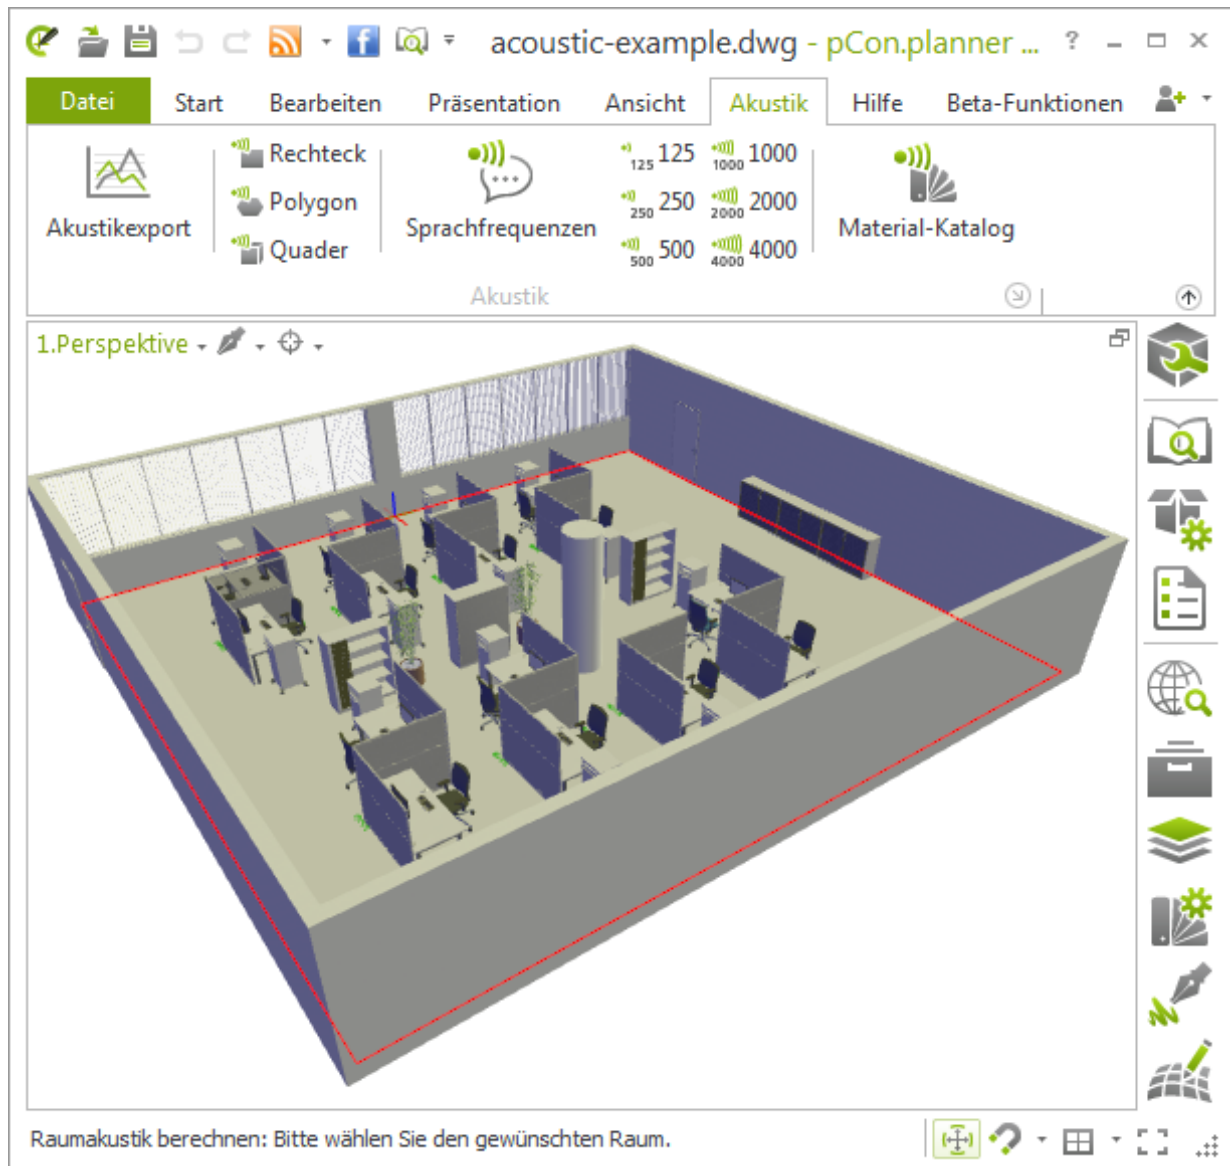 acoustic-example.dwg - pCon.planner ... ?
Datei Start Bearbeiten Präsentation Ansicht Akustik Hilfe Beta-Funktionen
Akustikexport
Rechteck
Polygon
Quader
Sprachfrequenzen
125 125 1000 1000
250 250 2000 2000
500 500 4000 4000
Material-Katalog
Akustik
1.Perspektive
Raumakustik berechnen: Bitte wählen Sie den gewünschten Raum.